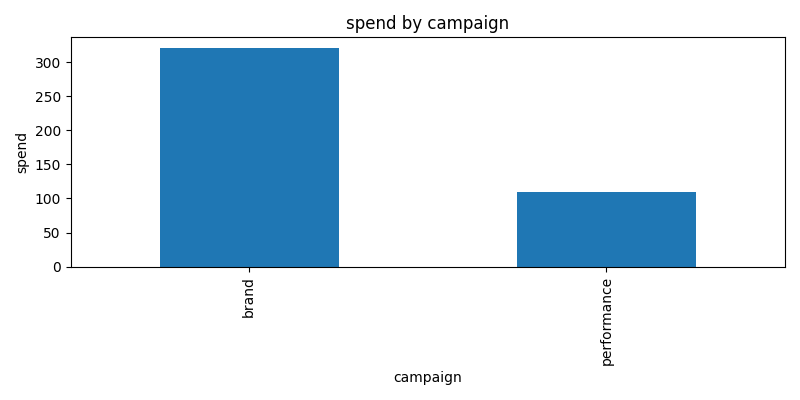 spend by campaign
spend
300
250
200
150
100
50
0
brand
performance
campaign